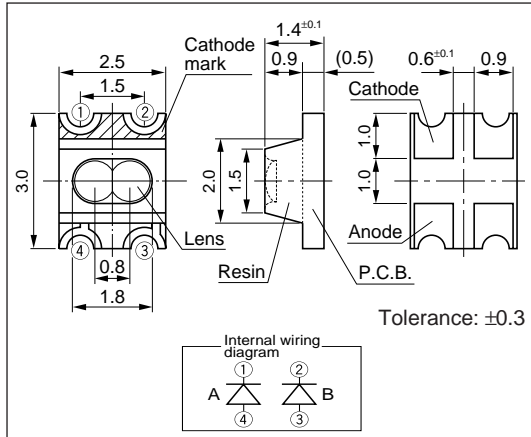 2.5
1.5
① ②
Cathode
mark
3.0
Lens
④ ③
0.8
1.8
1.4±0.1
0.9 (0.5)
2.0
1.5
Resin
P.C.B.
0.6±0.1 0.9
Cathode
1.0
1.0
Anode
Tolerance: ±0.3
Internal wiring
diagram
① ②
A B
④ ③